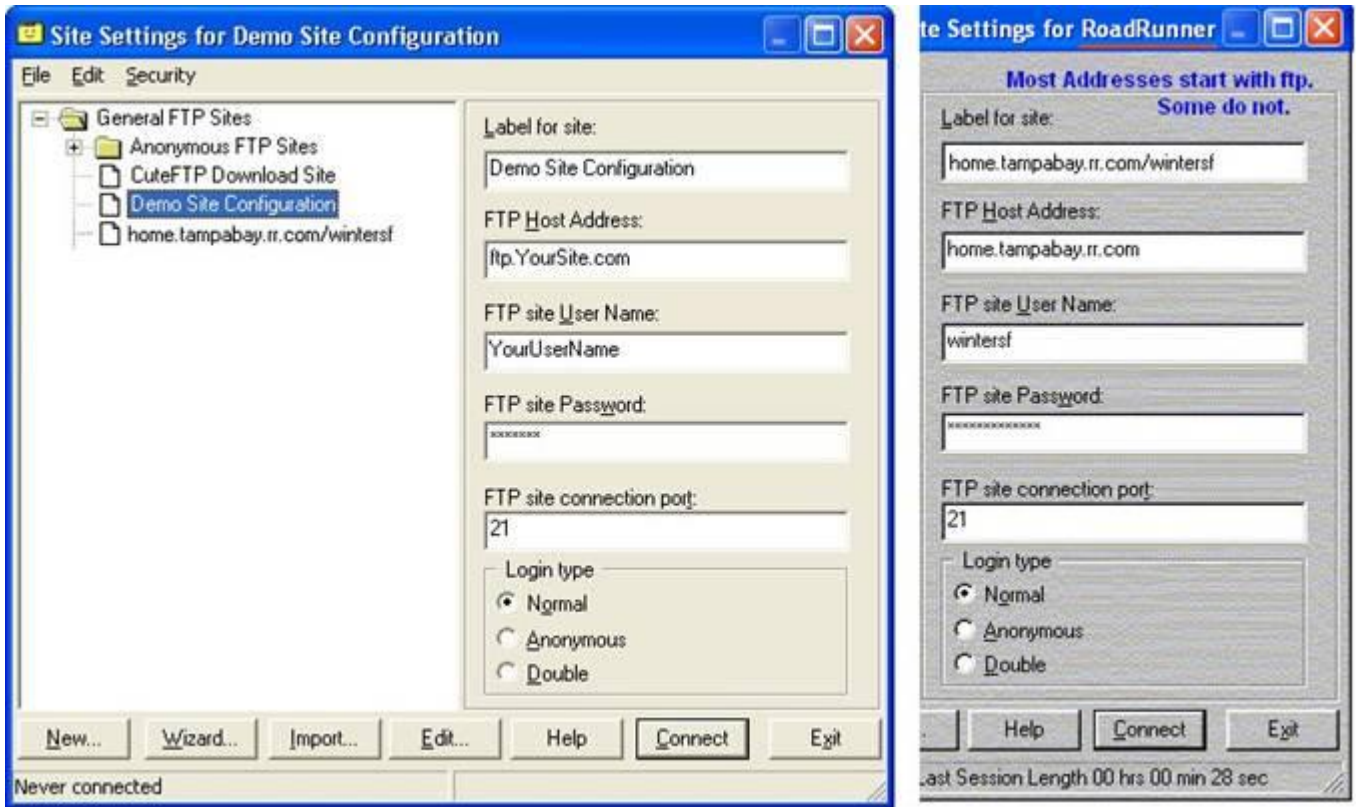 Site Settings for Demo Site Configuration
File Edit Security
General FTP Sites
Anonymous FTP Sites
CuteFTP Download Site
Demo Site Configuration
home.tampabay.rr.com/wintersf
Label for site:
Demo Site Configuration
FTP Host Address:
ftp.YourSite.com
FTP site User Name:
YourUserName
FTP site Password:
×××××××
FTP site connection port:
21
Login type
Normal
Anonymous
Double
New... Wizard... Import... Edit... Help Connect Exit
Never connected
te Settings for RoadRunner
Most Addresses start with ftp.
Some do not.
Label for site:
home.tampabay.rr.com/wintersf
FTP Host Address:
home.tampabay.rr.com
FTP site User Name:
wintersf
FTP site Password:
×××××××××××××
FTP site connection port:
21
Login type
Normal
Anonymous
Double
. Help Connect Exit
Last Session Length 00 hrs 00 min 28 sec